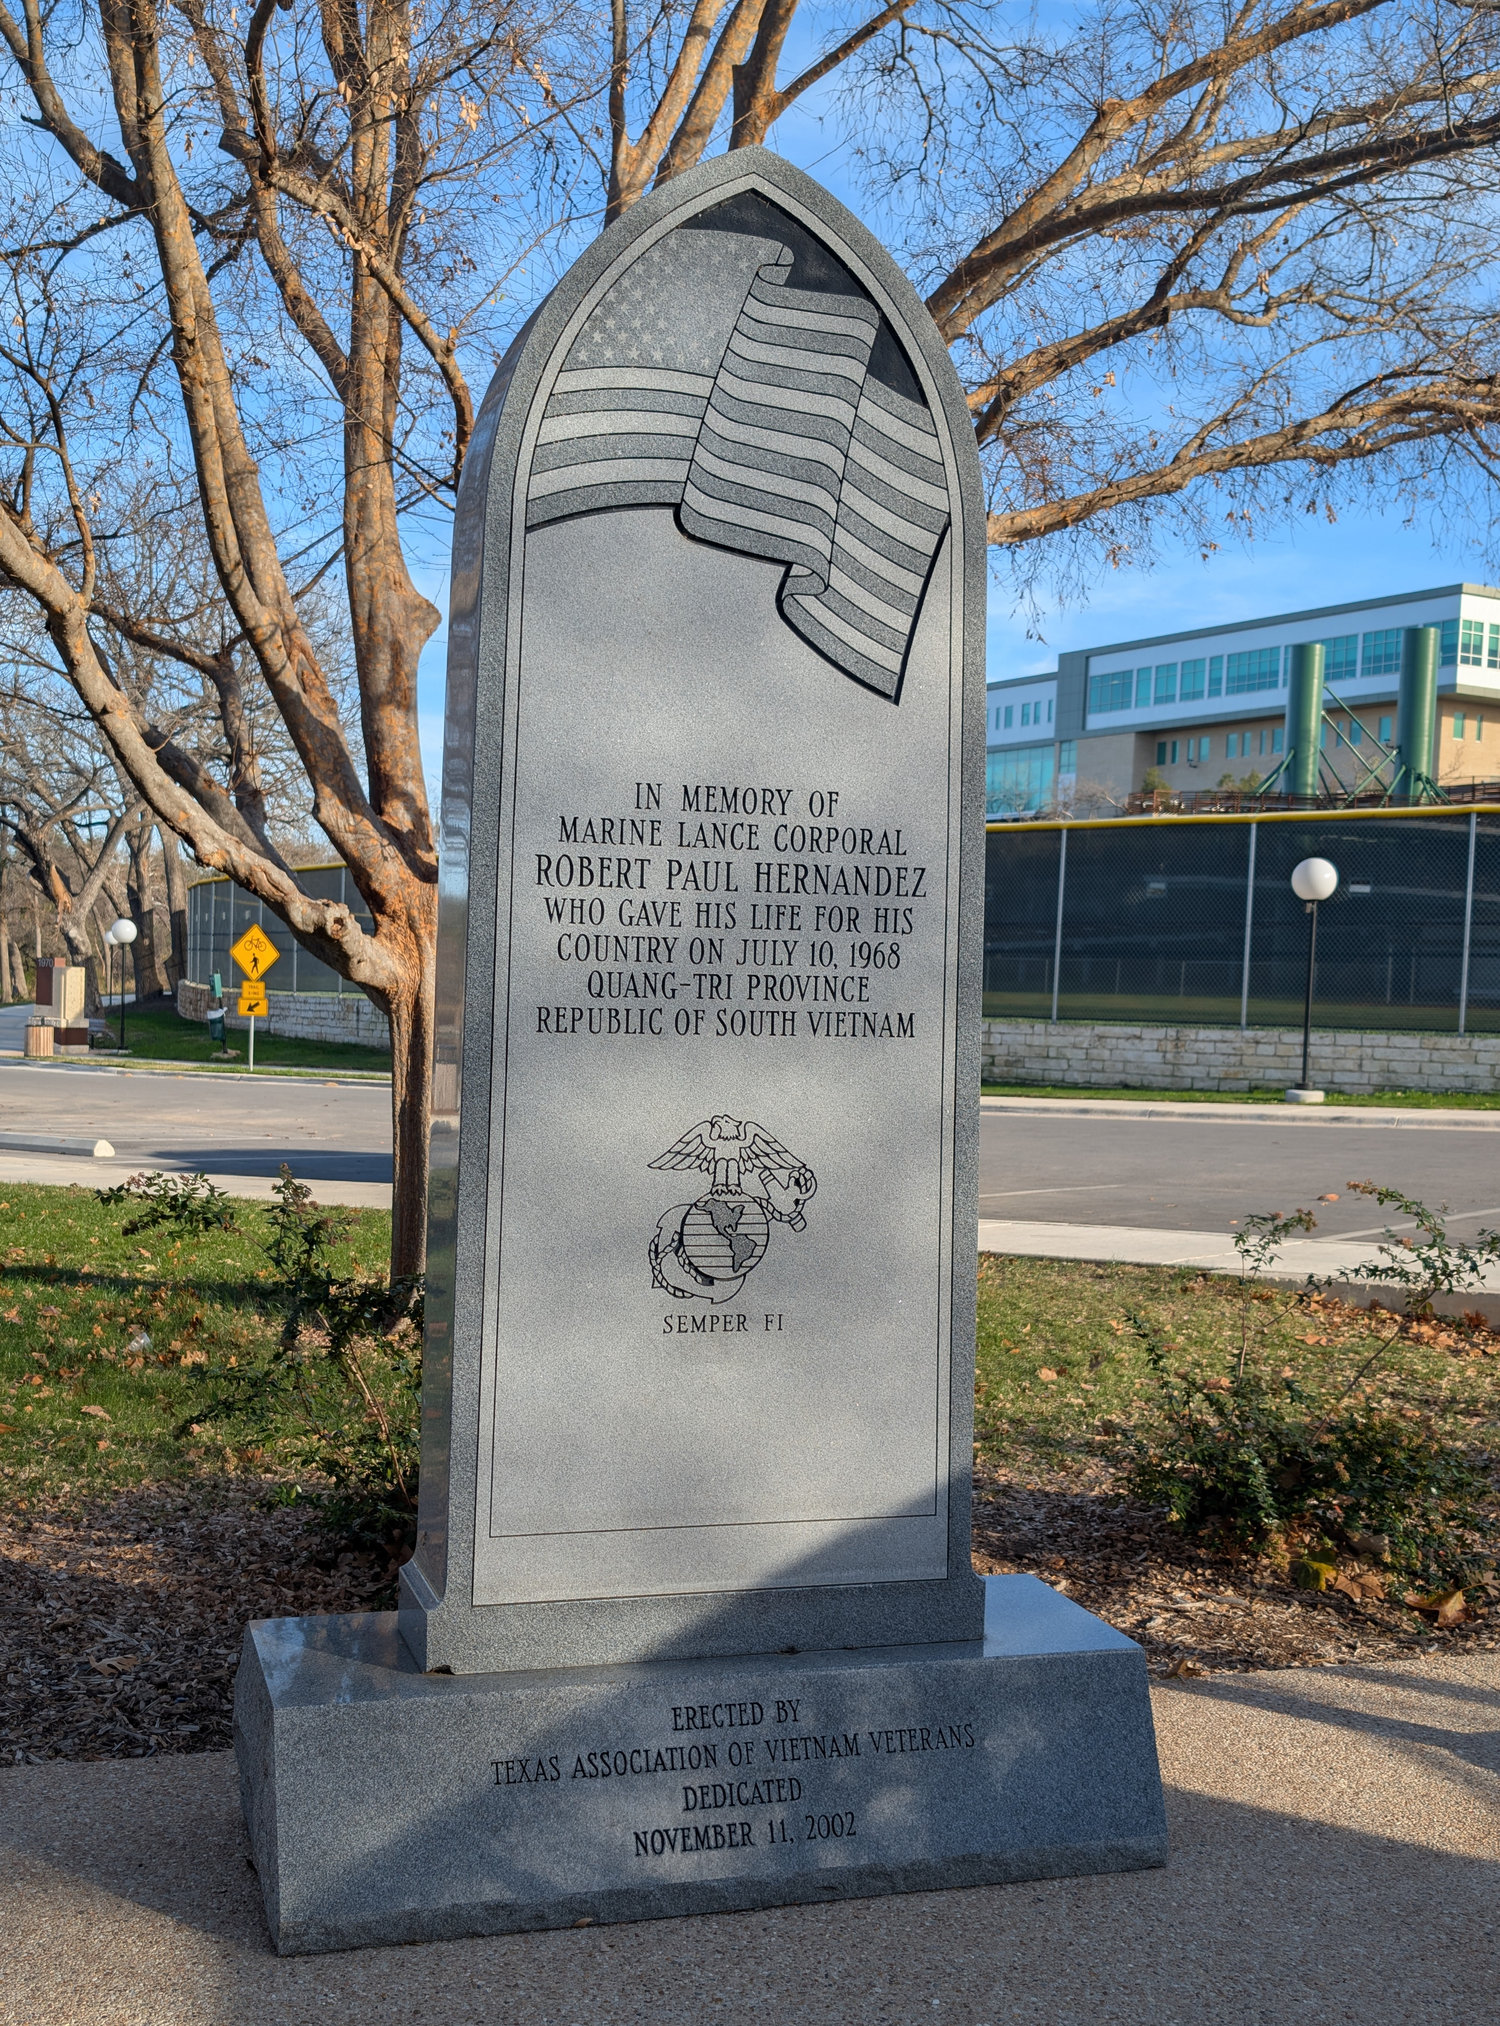 IN MEMORY OF
MARINE LANCE CORPORAL
ROBERT PAUL HERNANDEZ
WHO GAVE HIS LIFE FOR HIS
COUNTRY ON JULY 10, 1968
QUANG-TRI PROVINCE
REPUBLIC OF SOUTH VIETNAM
SEMPER FI
ERECTED BY
TEXAS ASSOCIATION OF VIETNAM VETERANS
DEDICATED
NOVEMBER 11, 2002
1970
TRAIL